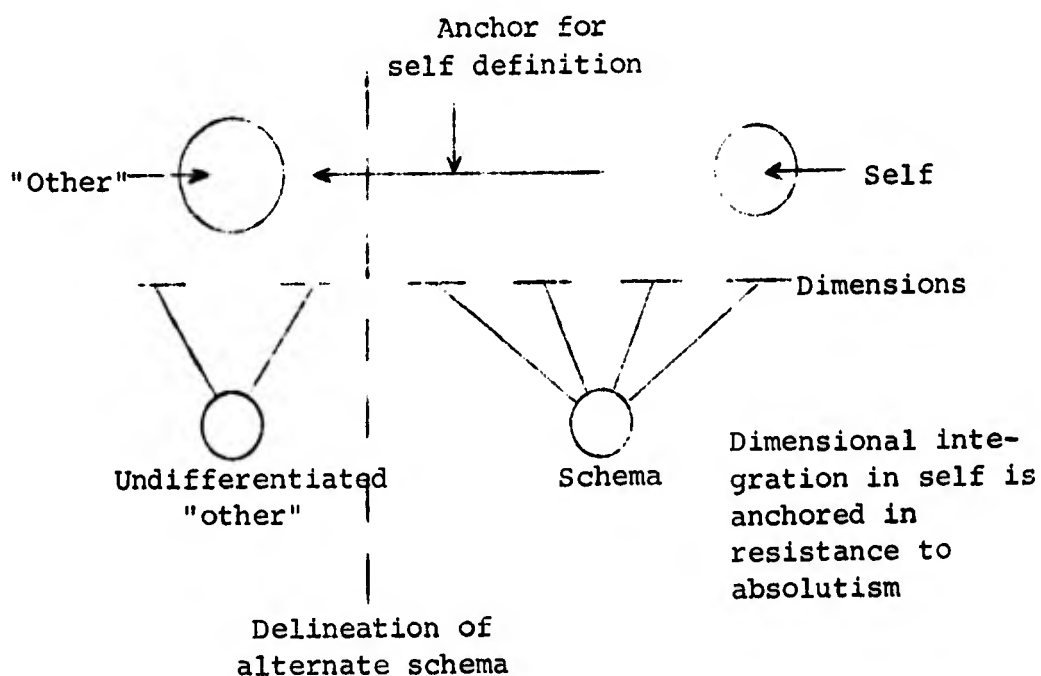 Anchor for
self definition
"Other"
Self
Dimensions
Undifferentiated
"other"
Schema
Dimensional inte-
gration in self is
anchored in
resistance to
absolutism
Delineation of
alternate schema